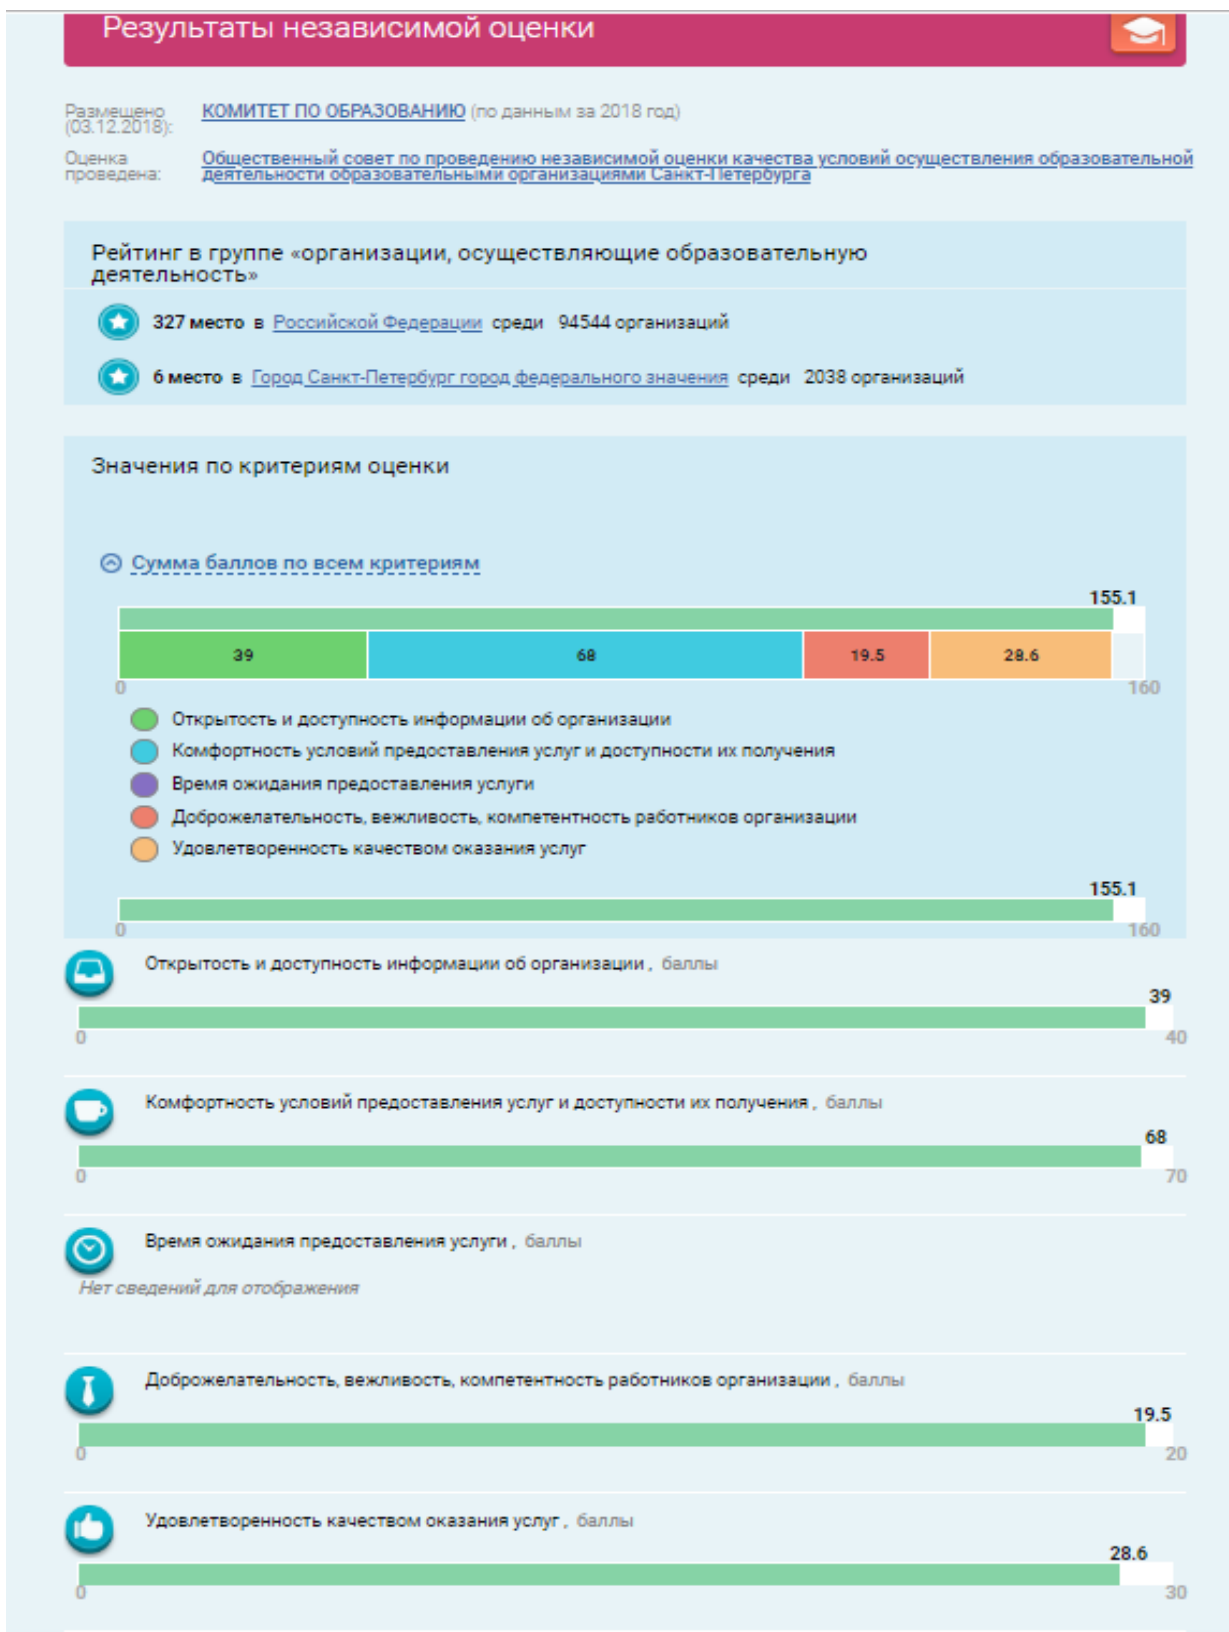 Результаты независимой оценки
Размещено
(03.12.2018):
КОМИТЕТ ПО ОБРАЗОВАНИЮ (по данным за 2018 год)
Оценка
проведена:
Общественный совет по проведению независимой оценки качества условий осуществления образовательной
деятельности образовательными организациями Санкт-Петербурга
Рейтинг в группе «организации, осуществляющие образовательную
деятельность»
327 место в Российской Федерации среди 94544 организаций
6 место в Город Санкт-Петербург город федерального значения среди 2038 организаций
Значения по критериям оценки
Сумма баллов по всем критериям
155.1
39 68 19.5 28.6
0 160
Открытость и доступность информации об организации
Комфортность условий предоставления услуг и доступности их получения
Время ожидания предоставления услуги
Доброжелательность, вежливость, компетентность работников организации
Удовлетворенность качеством оказания услуг
155.1
0 160
Открытость и доступность информации об организации , баллы
39
0 40
Комфортность условий предоставления услуг и доступности их получения , баллы
68
0 70
Время ожидания предоставления услуги , баллы
Нет сведений для отображения
Доброжелательность, вежливость, компетентность работников организации , баллы
19.5
0 20
Удовлетворенность качеством оказания услуг , баллы
28.6
0 30